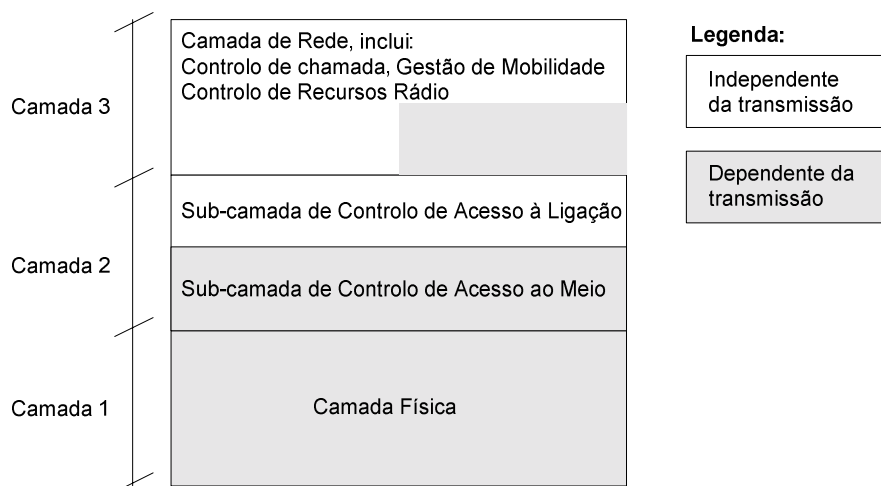 Camada de Rede, inclui:
Controlo de chamada, Gestão de Mobilidade
Controlo de Recursos Rádio
Camada 3
Sub-camada de Controlo de Acesso à Ligação
Camada 2
Sub-camada de Controlo de Acesso ao Meio
Camada 1
Camada Física
Legenda:
Independente
da transmissão
Dependente da
transmissão